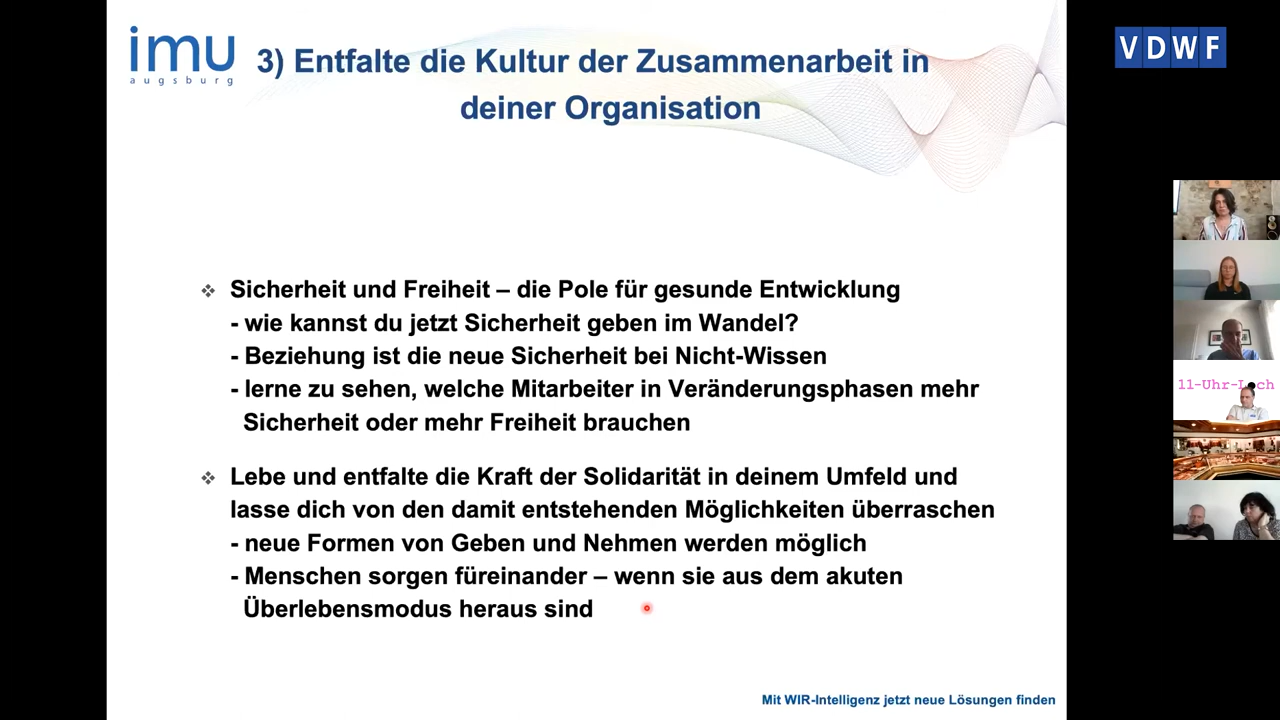 imu
augsburg
3) Entfalte die Kultur der Zusammenarbeit in
deiner Organisation
VDWF
❖ Sicherheit und Freiheit – die Pole für gesunde Entwicklung
- wie kannst du jetzt Sicherheit geben im Wandel?
- Beziehung ist die neue Sicherheit bei Nicht-Wissen
- lerne zu sehen, welche Mitarbeiter in Veränderungsphasen mehr
Sicherheit oder mehr Freiheit brauchen
❖ Lebe und entfalte die Kraft der Solidarität in deinem Umfeld und
lasse dich von den damit entstehenden Möglichkeiten überraschen
- neue Formen von Geben und Nehmen werden möglich
- Menschen sorgen füreinander – wenn sie aus dem akuten
Überlebensmodus heraus sind
Mit WIR-Intelligenz jetzt neue Lösungen finden
11-Uhr-L
ch